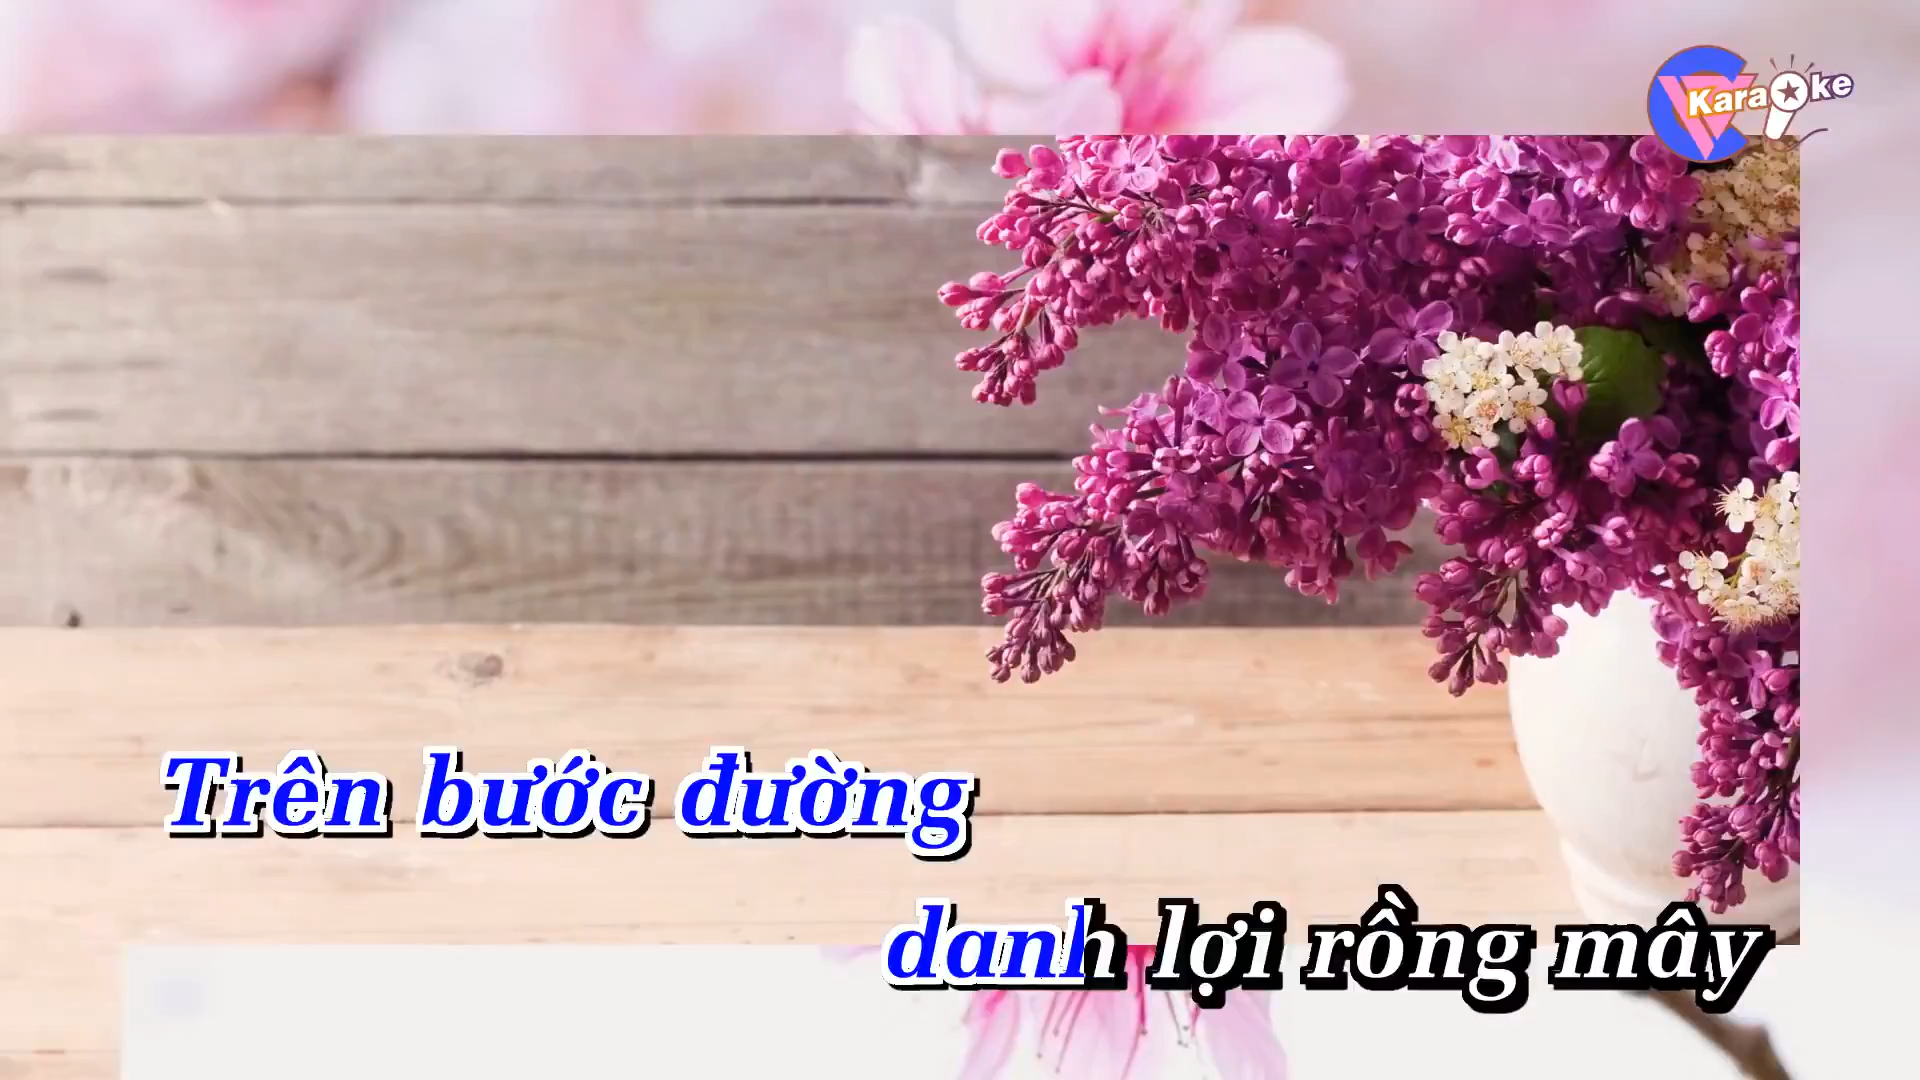 Karaoke
Trên bước đường
danh lợi rồng mây